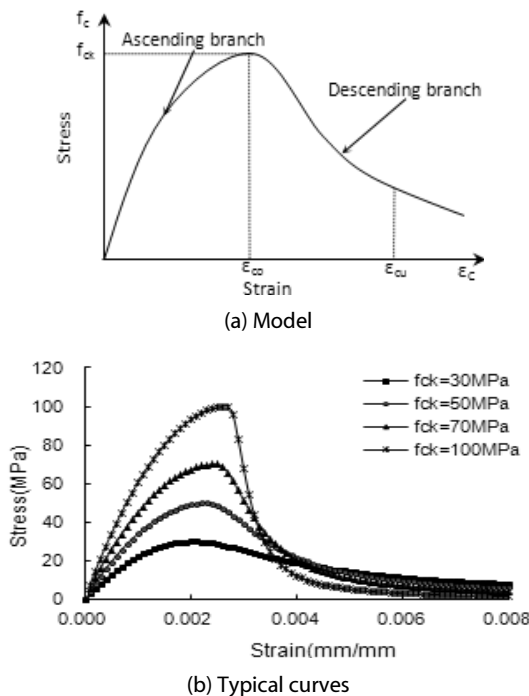 f_c
f_ck
Ascending branch
Descending branch
Stress
ε_co
ε_cu
ε_C
Strain
(a) Model
120
100
80
60
40
20
0
Stress(MPa)
fck=30MPa
fck=50MPa
fck=70MPa
fck=100MPa
0.000
0.002
0.004
0.006
0.008
Strain(mm/mm
(b) Typical curves